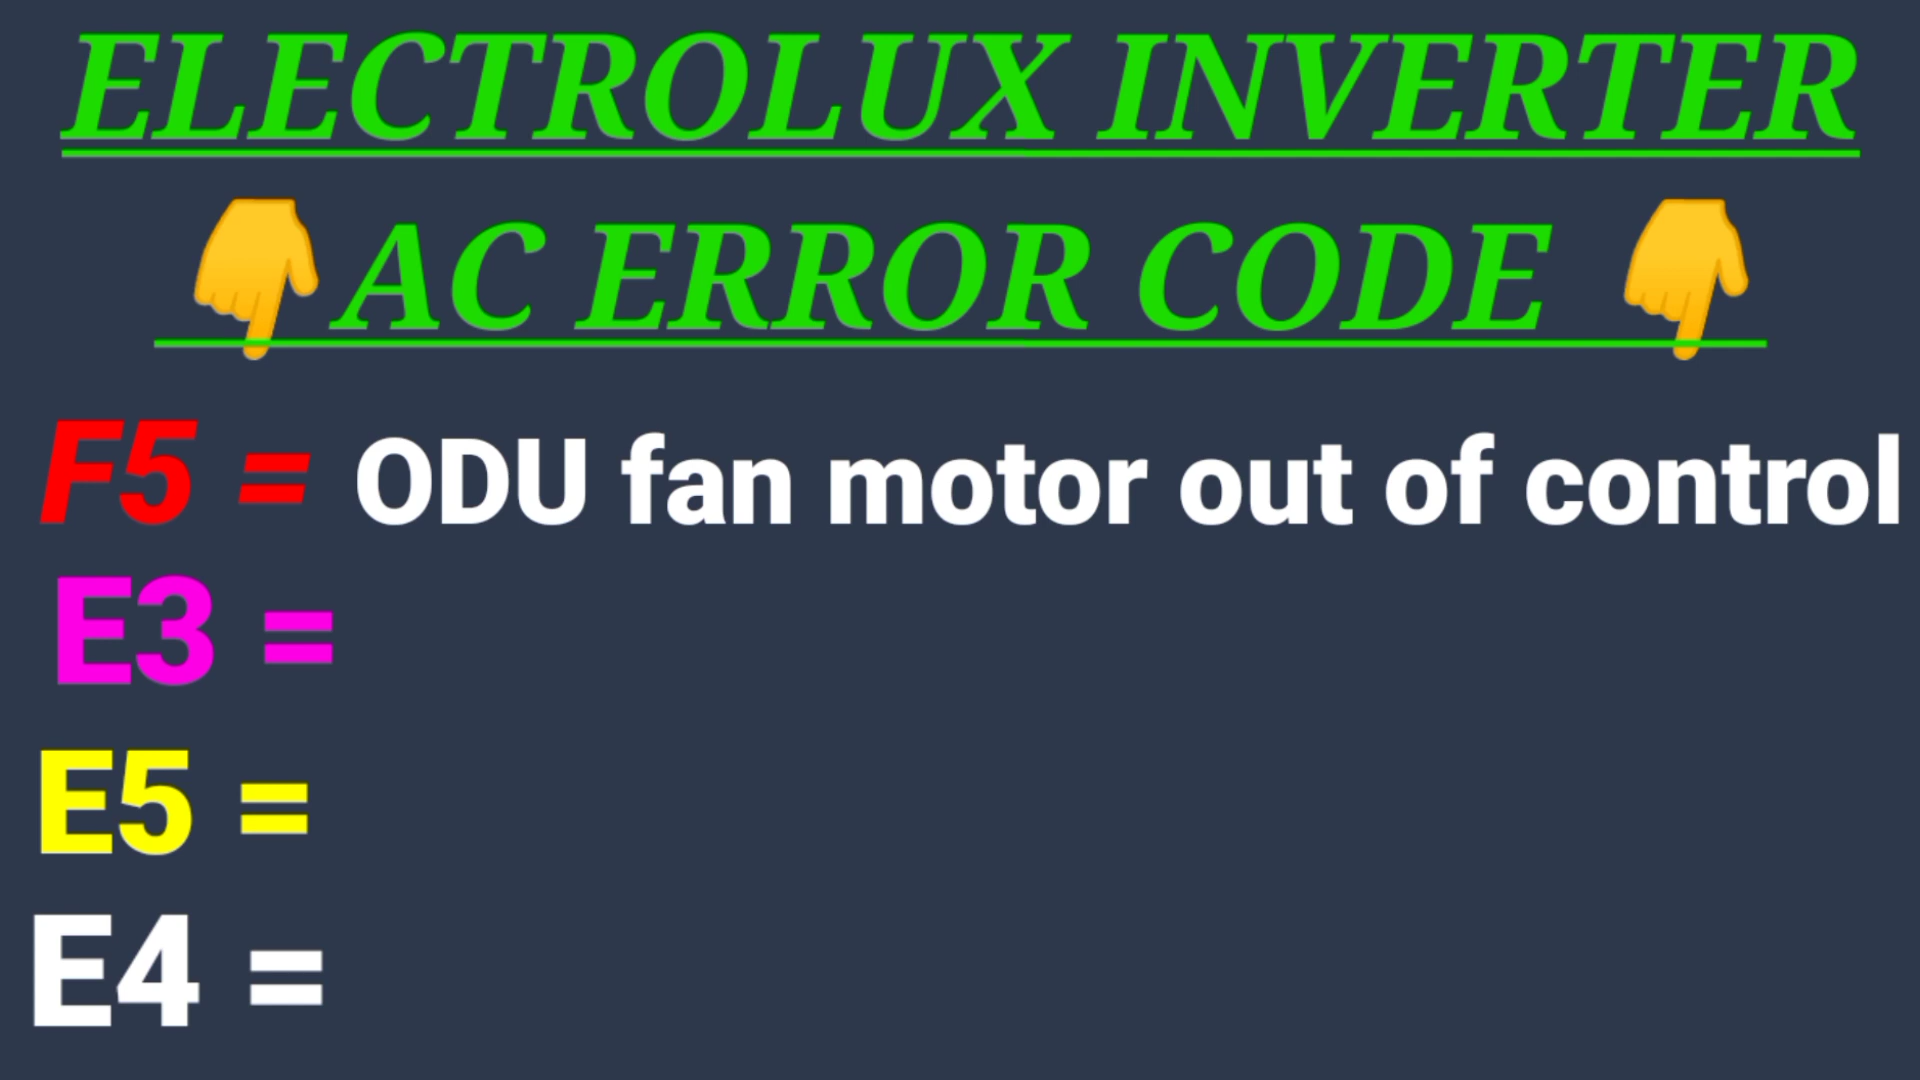 ELECTROLUX INVERTER
👇 AC ERROR CODE 👇
F5 = ODU fan motor out of control
E3 =
E5 =
E4 =